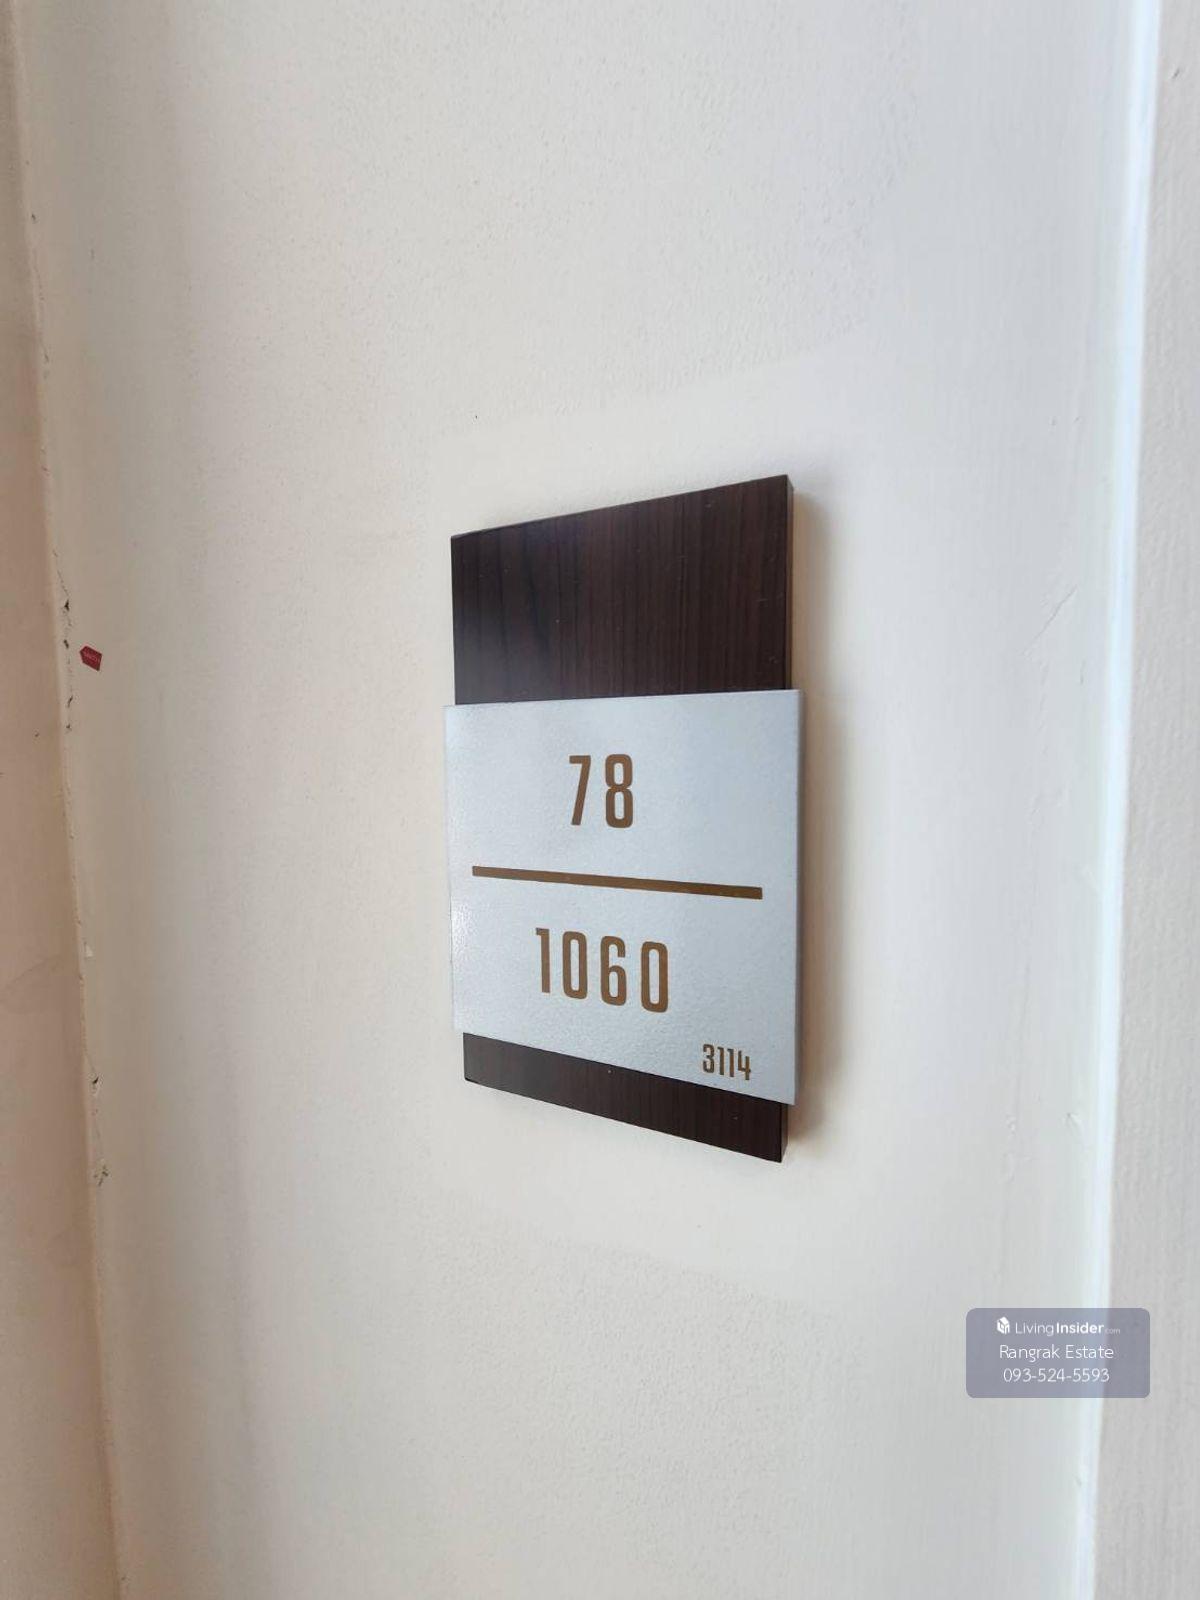 78
1060
3114
LivingInsider.com
Rangrak Estate
093-524-5593